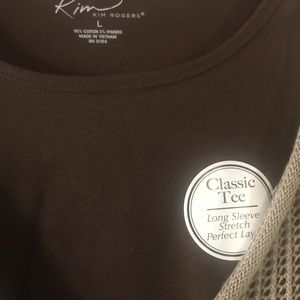 Kim
KIM ROGERS®
L
95% COTTON 5% SPANDEX
MADE IN VIETNAM
Classic
Tee
Long Sleeve
Stretch
Perfect Lay